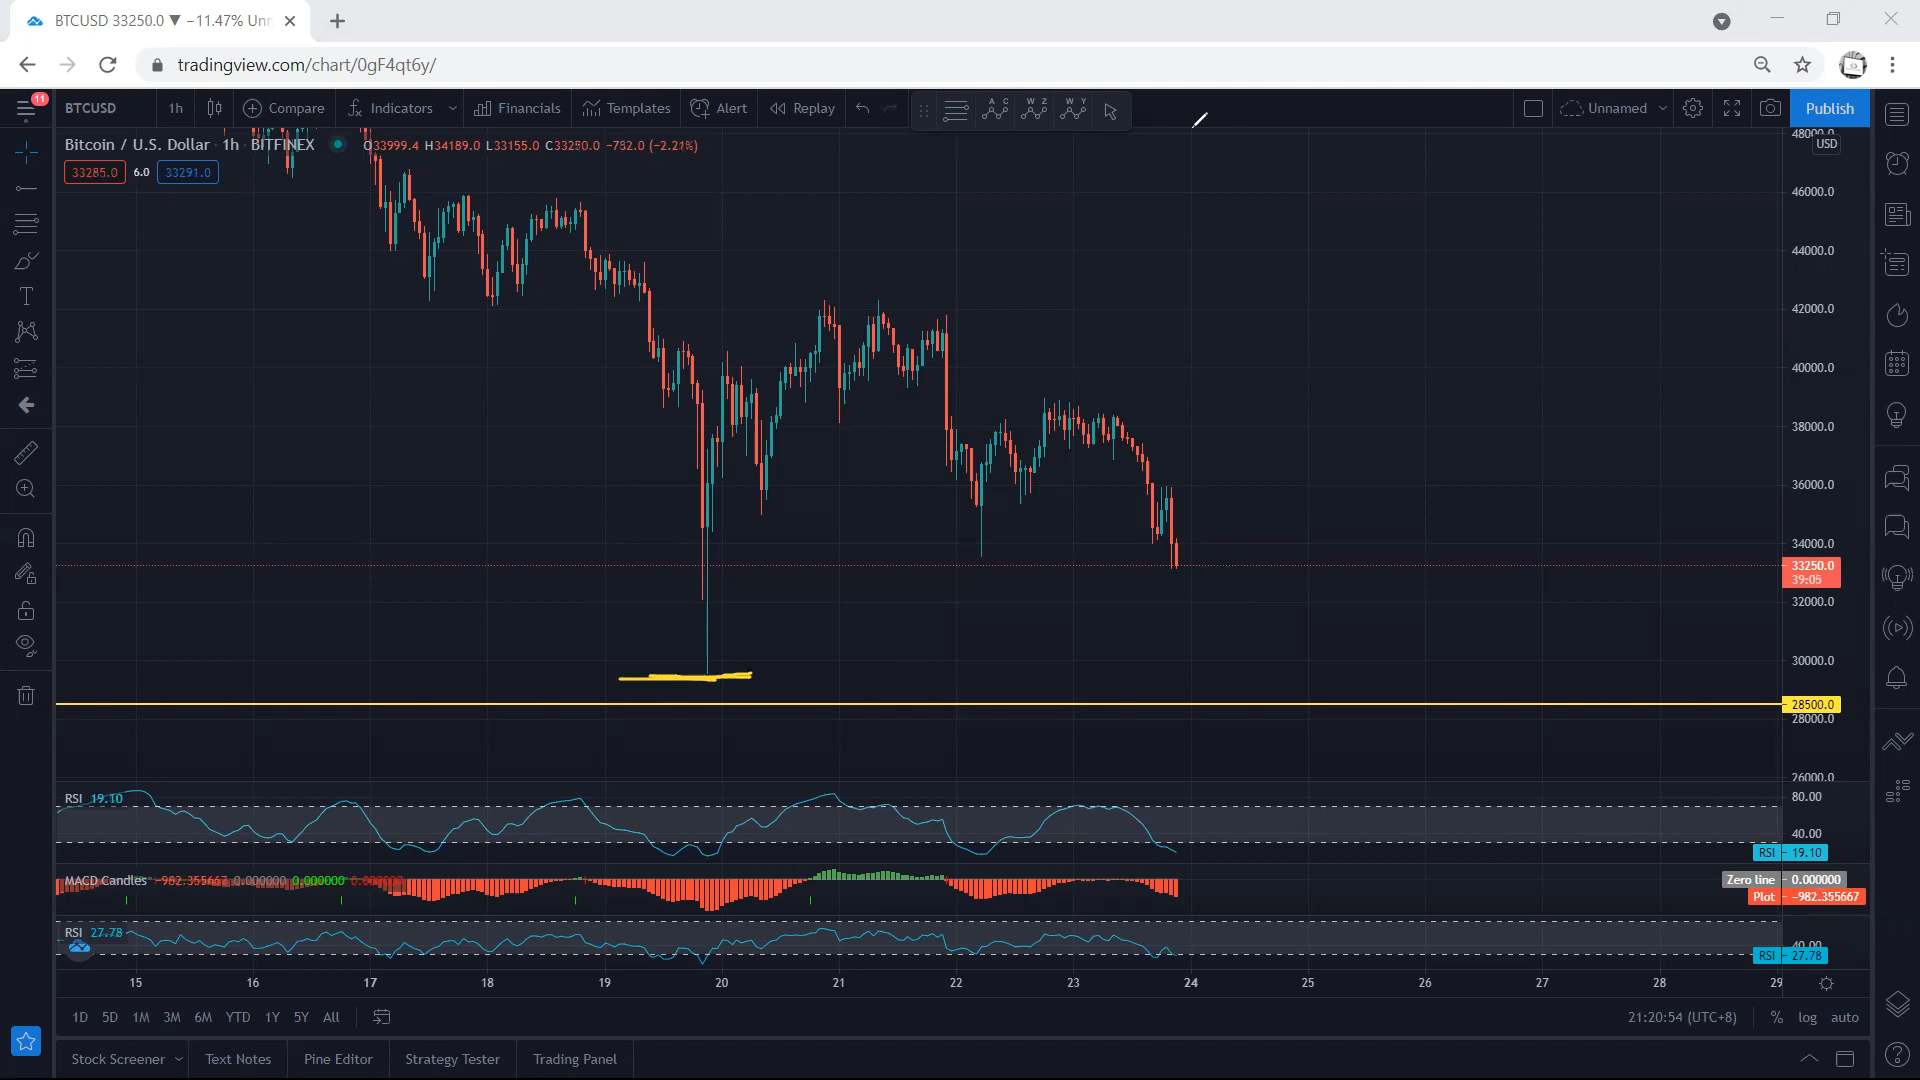 BTCUSD 33250.0 ▼ −11.47% Unn
tradingview.com/chart/0gF4qt6y/
11
BTCUSD 1h Compare Indicators Financials Templates Alert Replay A C W Z W Y Unnamed Publish
Bitcoin / U.S. Dollar · 1h · BITFINEX O33999.4 H34189.0 L33155.0 C33250.0 −752.0 (−2.21%)
33285.0 6.0 33291.0
48000.0
USD
46000.0
44000.0
42000.0
40000.0
38000.0
36000.0
34000.0
33250.0
39:05
32000.0
30000.0
28500.0
28000.0
26000.0
RSI 19.10
80.00
40.00
RSI 19.10
MACD Candles −982.355667 0.000000 0.000000 0.000000
Zero line 0.000000
Plot −982.355667
RSI 27.78
40.00
RSI 27.78
15 16 17 18 19 20 21 22 23 24 25 26 27 28 29
1D 5D 1M 3M 6M YTD 1Y 5Y All 21:20:54 (UTC+8) % log auto
Stock Screener Text Notes Pine Editor Strategy Tester Trading Panel